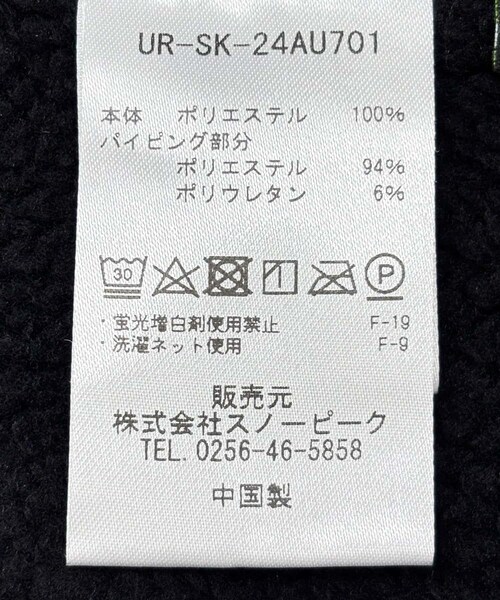 UR-SK-24AU701
本体 ポリエステル 100%
パイピング部分
ポリエステル 94%
ポリウレタン 6%
30 P
・蛍光増白剤使用禁止 F-19
・洗濯ネット使用 F-9
販売元
株式会社スノーピーク
TEL. 0256-46-5858
中国製